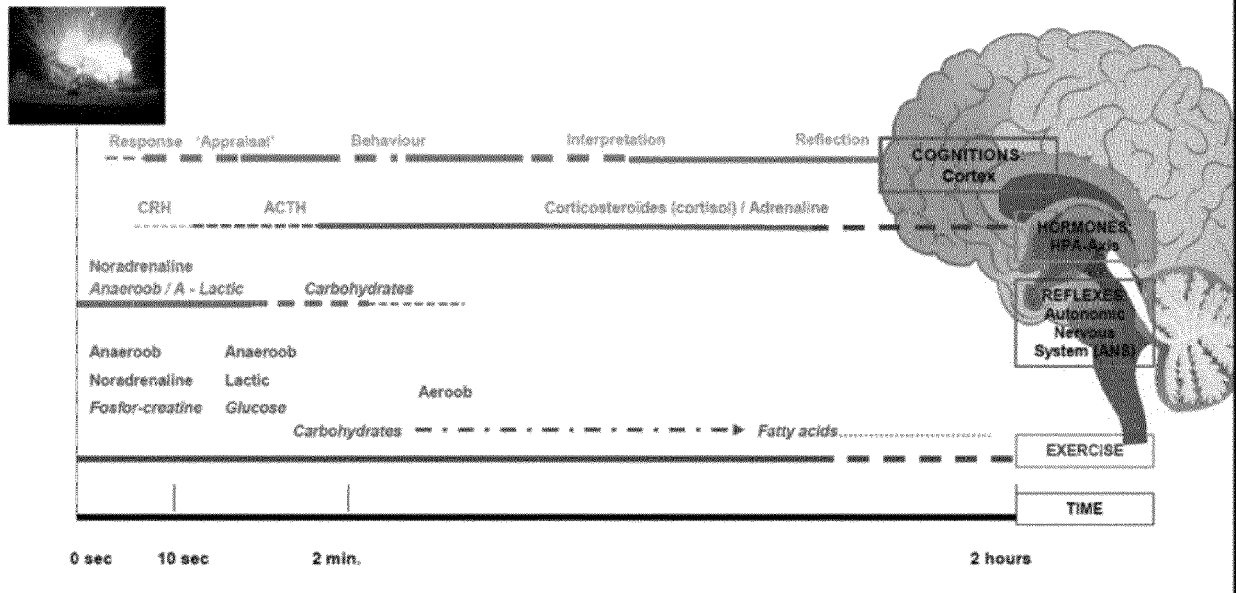 Response 'Appraisal' Behaviour Interpretation Reflection
COGNITIONS:
Cortex
CRH ACTH Corticosteroïdes (cortisol) / Adrenaline
HORMONES:
HPA-Axis
Noradrenaline
Anaeroob / A - Lactic Carbohydrates
REFLEXES:
Autonomic
Nervous
System (ANS)
Anaeroob Anaeroob
Noradrenaline Lactic
Aeroob
Fosfor-creatine Glucose
Carbohydrates Fatty acids
EXERCISE
TIME
0 sec 10 sec 2 min. 2 hours